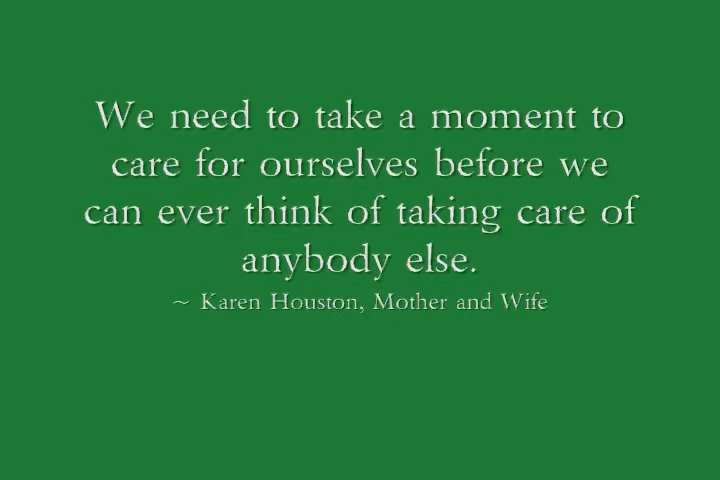 We need to take a moment to
care for ourselves before we
can ever think of taking care of
anybody else.
~ Karen Houston, Mother and Wife